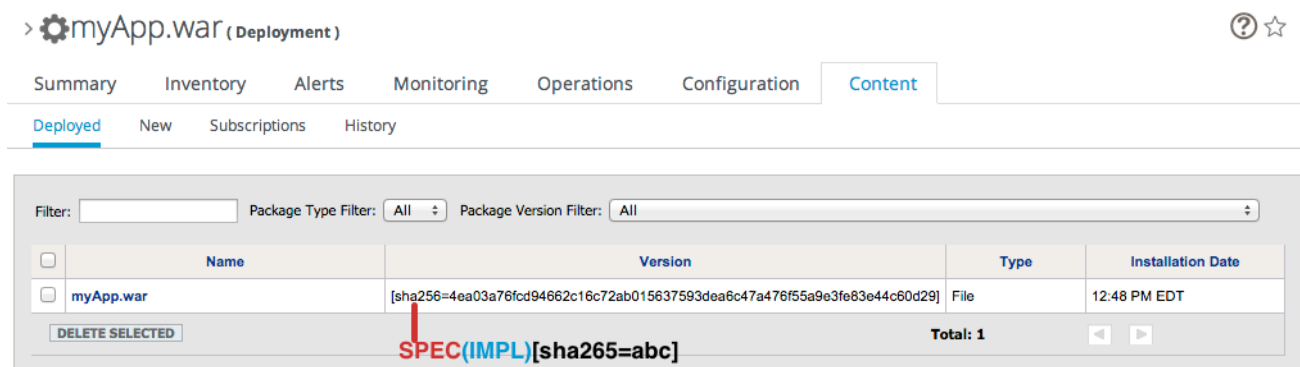 myApp.war ( Deployment )
Summary Inventory Alerts Monitoring Operations Configuration Content
Deployed New Subscriptions History
Filter: Package Type Filter: All Package Version Filter: All
Name Version Type Installation Date
myApp.war [sha256=4ea03a76fcd94662c16c72ab015637593dea6c47a476f55a9e3fe83e44c60d29] File 12:48 PM EDT
DELETE SELECTED Total: 1
SPEC(IMPL)[sha265=abc]